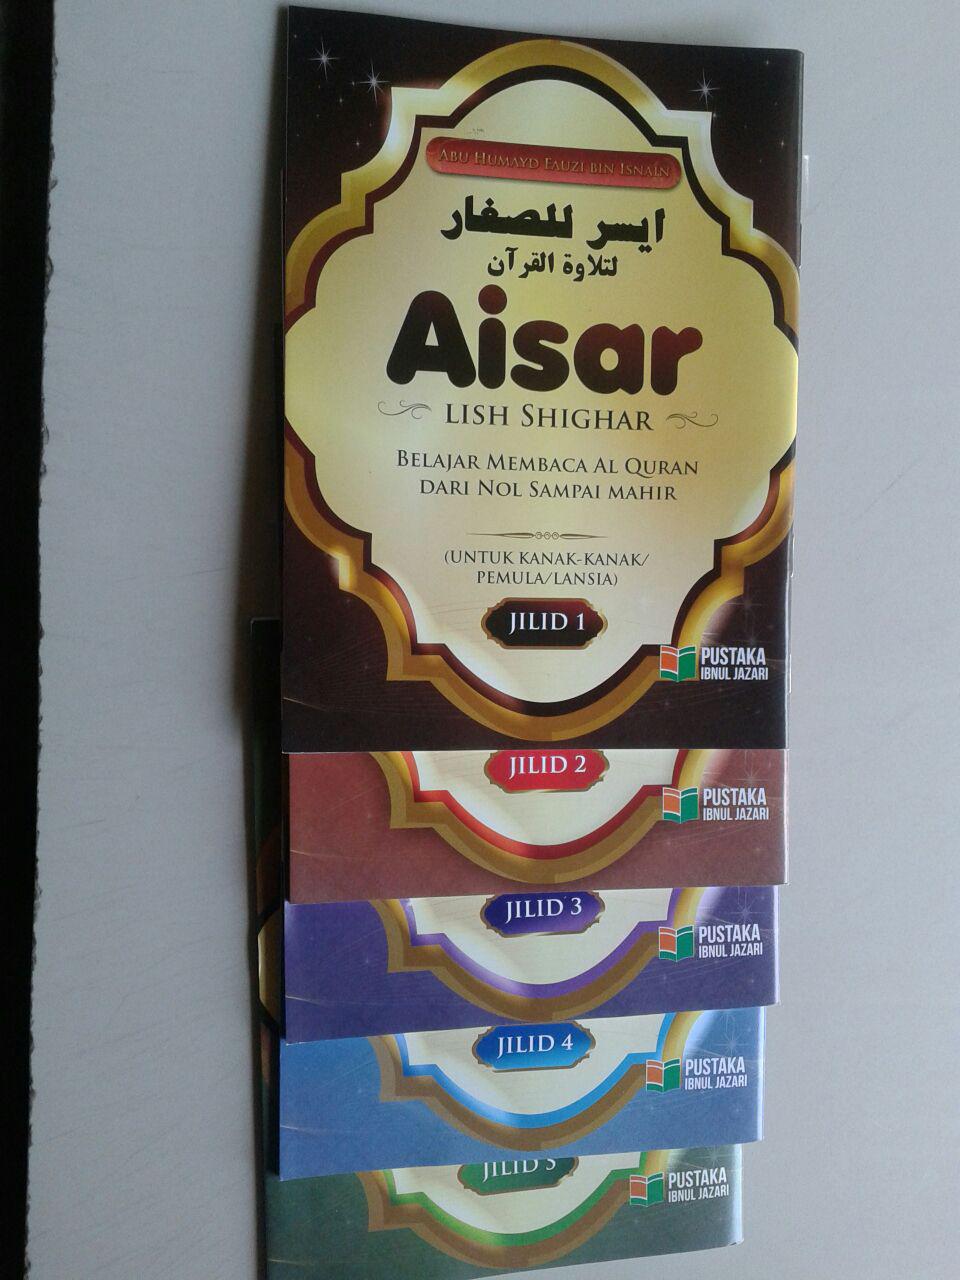 ABU HUMAYD FAUZI BIN ISNAIN
ايسر للصغار
لتلاوة القرآن
Aisar
LISH SHIGHAR
BELAJAR MEMBACA AL QURAN
DARI NOL SAMPAI MAHIR
(UNTUK KANAK-KANAK/
PEMULA/LANSIA)
JILID 1
PUSTAKA
IBNUL JAZARI
JILID 2
PUSTAKA
IBNUL JAZARI
JILID 3
PUSTAKA
IBNUL JAZARI
JILID 4
PUSTAKA
IBNUL JAZARI
JILID 5
PUSTAKA
IBNUL JAZARI